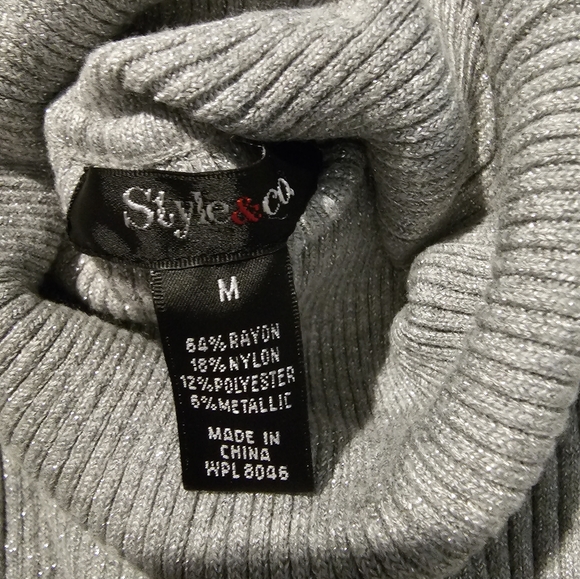 Style&co.
M
64% RAYON
18% NYLON
12% POLYESTER
6% METALLIC
MADE IN
CHINA
WPL 8046